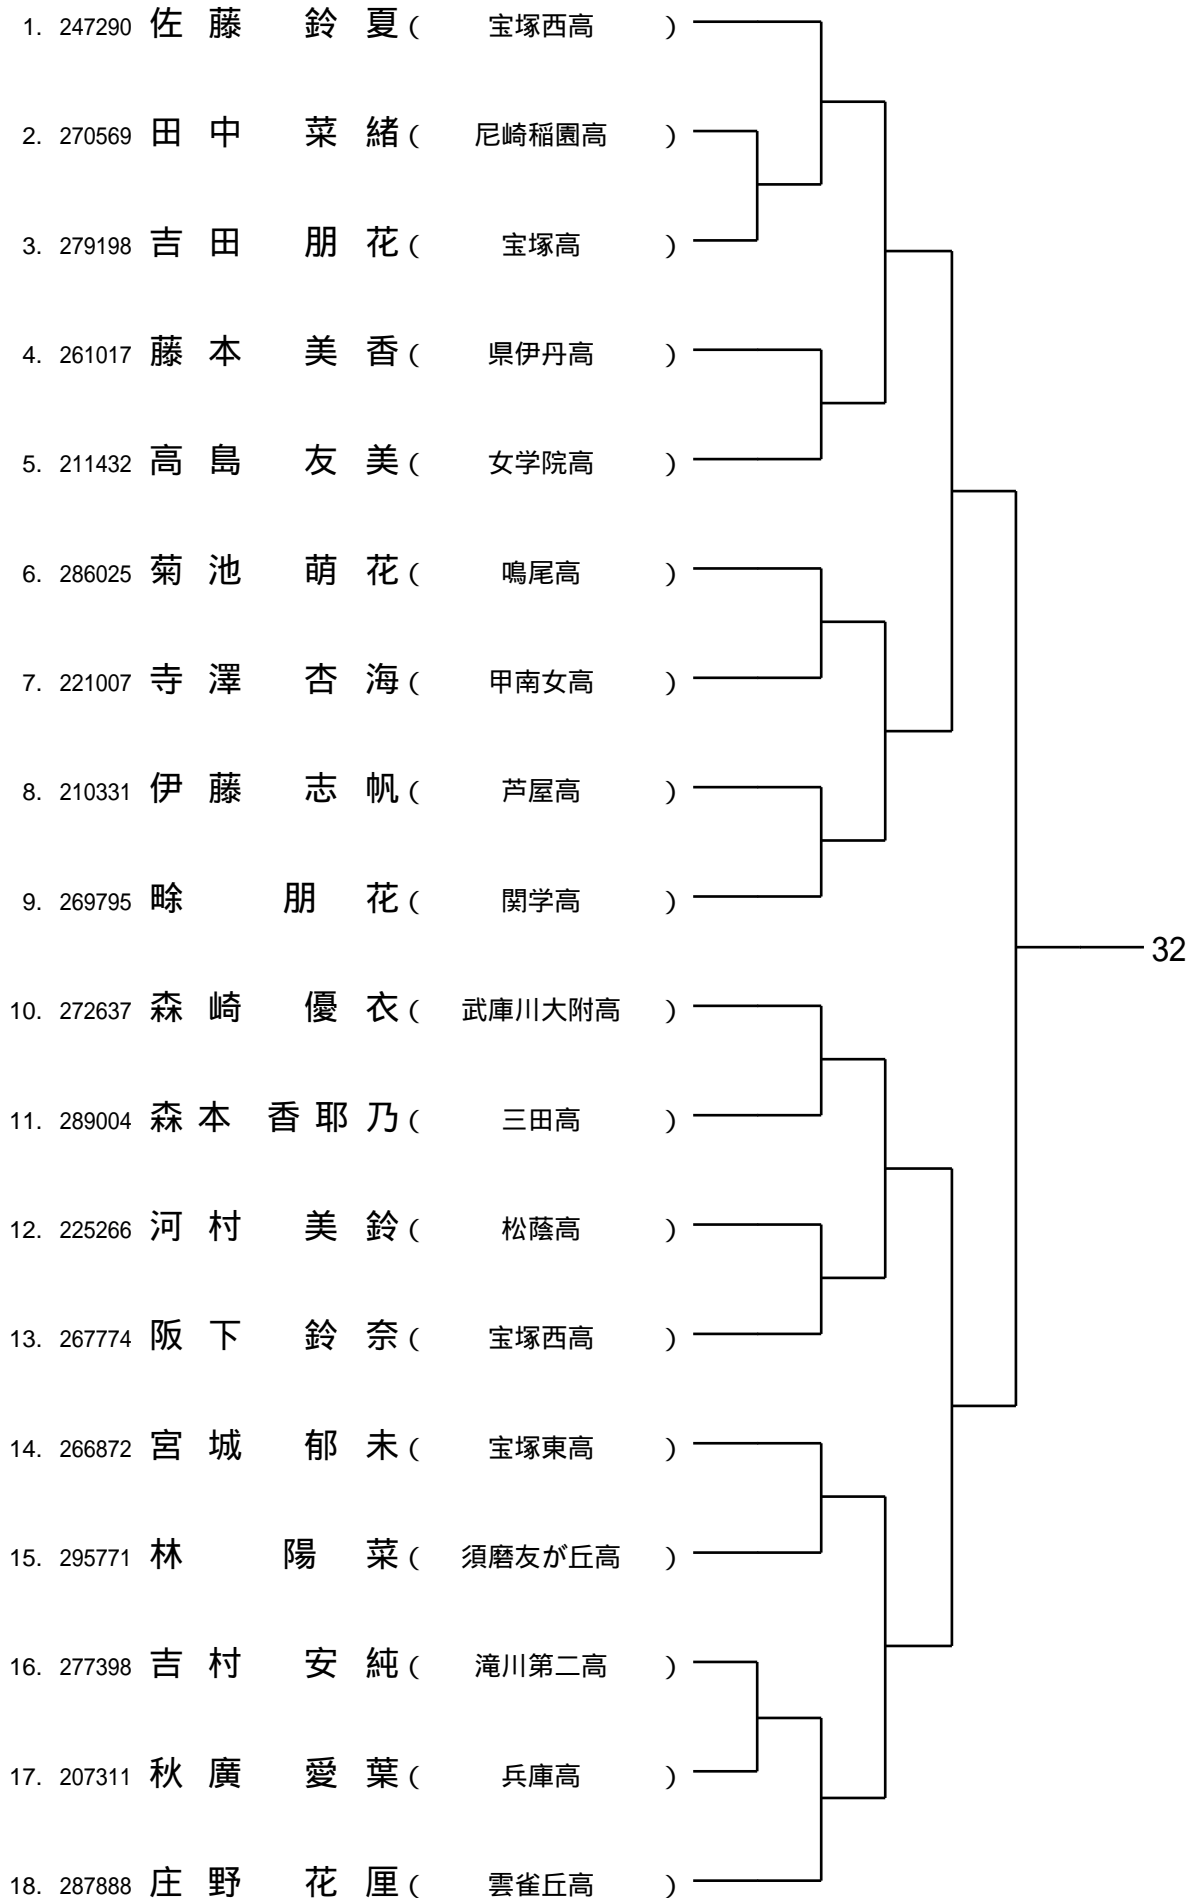 1. 247290 佐藤 鈴夏 ( 宝塚西高 )
2. 270569 田中 菜緒 ( 尼崎稲園高 )
3. 279198 吉田 朋花 ( 宝塚高 )
4. 261017 藤本 美香 ( 県伊丹高 )
5. 211432 高島 友美 ( 女学院高 )
6. 286025 菊池 萌花 ( 鳴尾高 )
7. 221007 寺澤 杏海 ( 甲南女高 )
8. 210331 伊藤 志帆 ( 芦屋高 )
9. 269795 畭 朋花 ( 関学高 )
32
10. 272637 森崎 優衣 ( 武庫川大附高 )
11. 289004 森本 香耶乃 ( 三田高 )
12. 225266 河村 美鈴 ( 松蔭高 )
13. 267774 阪下 鈴奈 ( 宝塚西高 )
14. 266872 宮城 郁未 ( 宝塚東高 )
15. 295771 林 陽菜 ( 須磨友が丘高 )
16. 277398 吉村 安純 ( 滝川第二高 )
17. 207311 秋廣 愛葉 ( 兵庫高 )
18. 287888 庄野 花厘 ( 雲雀丘高 )